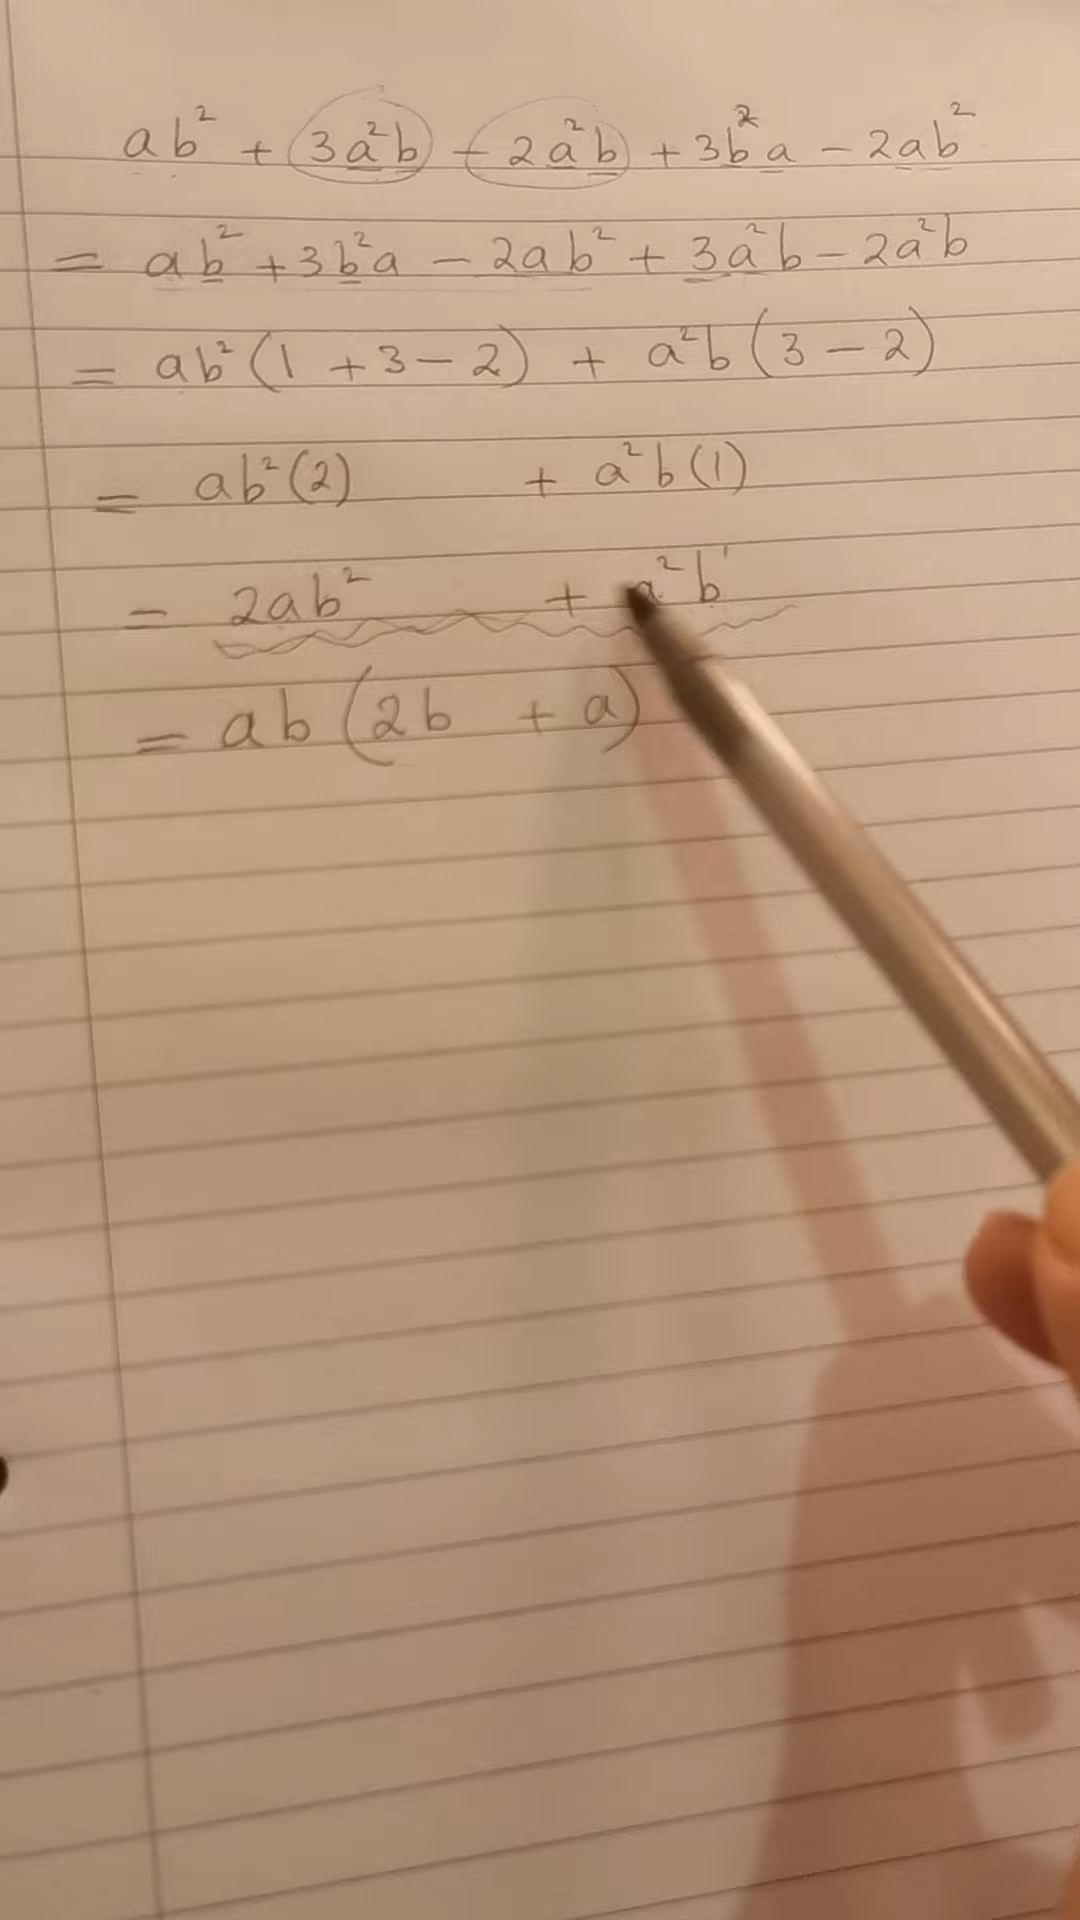 ab² + 3a²b - 2a²b + 3b²a - 2ab²
= ab² + 3b²a - 2ab² + 3a²b - 2a²b
= ab² (1 + 3 - 2) + a²b (3 - 2)
= ab² (2) + a²b (1)
= 2ab² + a²b
= ab (2b + a)